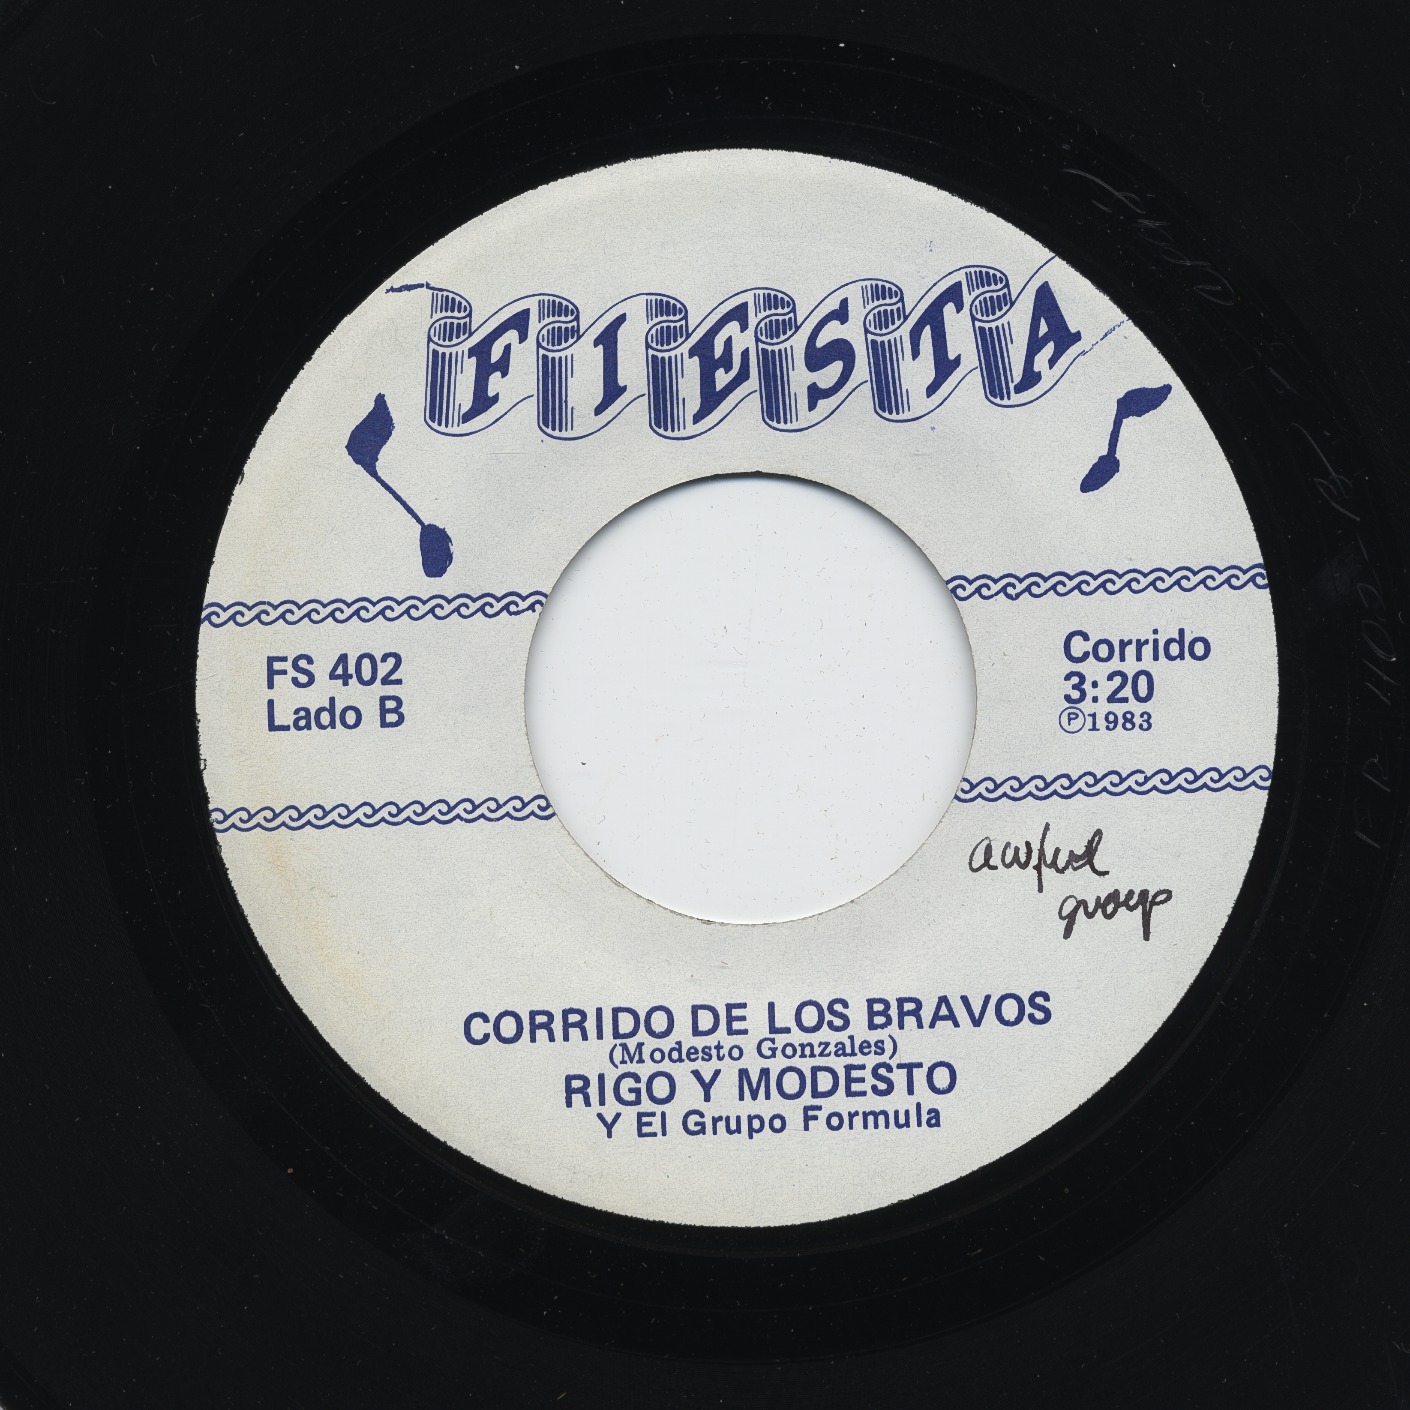 FIESTA
FS 402
Lado B
Corrido
3:20
Ⓟ1983
awful
group
CORRIDO DE LOS BRAVOS
(Modesto Gonzales)
RIGO Y MODESTO
Y El Grupo Formula